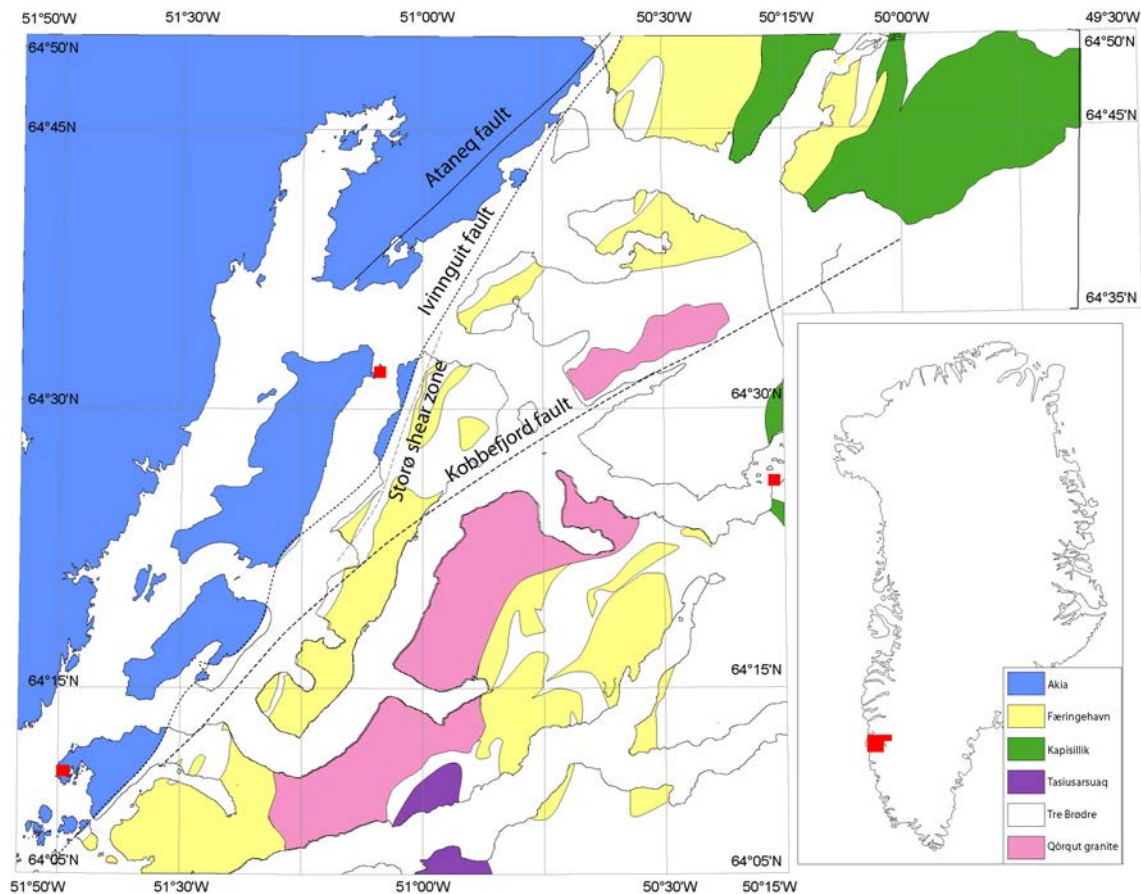 51°50'W 51°30'W 51°00'W 50°30'W 50°15'W 50°00'W 49°30'W
64°50'N 64°50'N
64°45'N 64°45'N
Ataneq fault
Ivinnguit fault
64°35'N
Storø shear zone
64°30'N 64°30'N
Kobbefjord fault
64°15'N 64°15'N
64°05'N 64°05'N
51°50'W 51°30'W 51°00'W 50°30'W 50°15'W
Akia
Færingehavn
Kapisillik
Tasiusarsuaq
Tre Brødre
Qôrqut granite